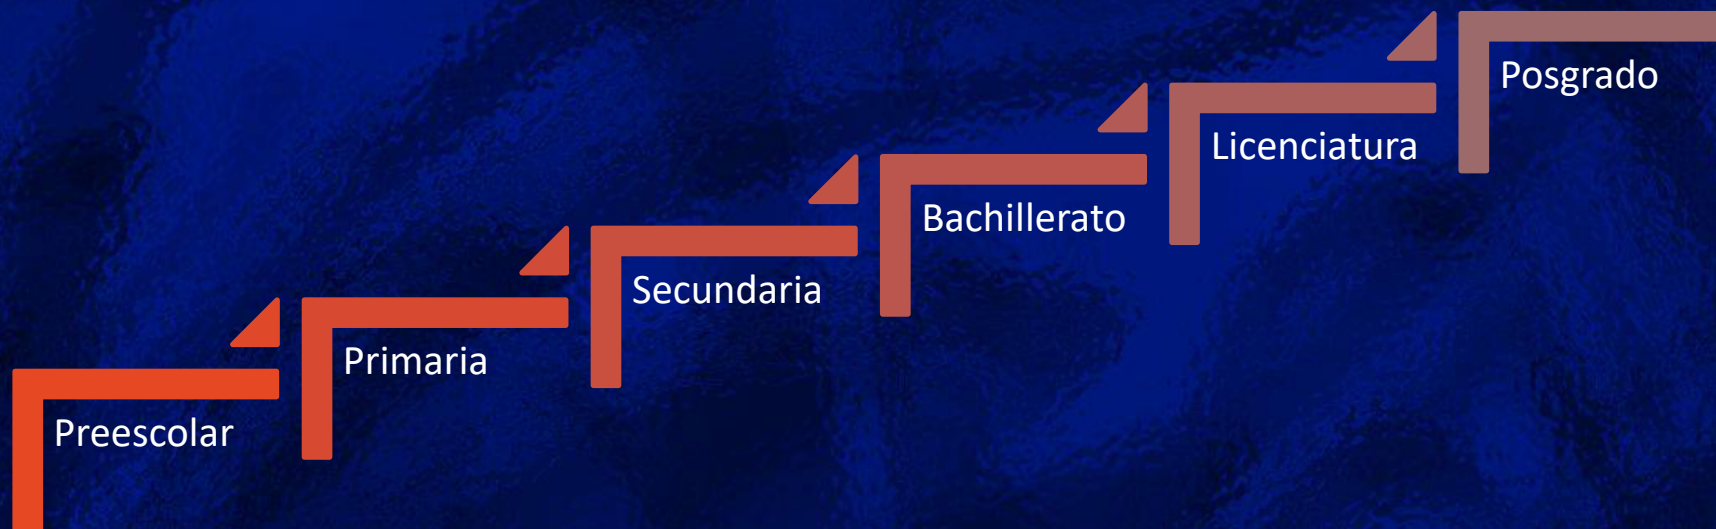 Preescolar
Primaria
Secundaria
Bachillerato
Licenciatura
Posgrado